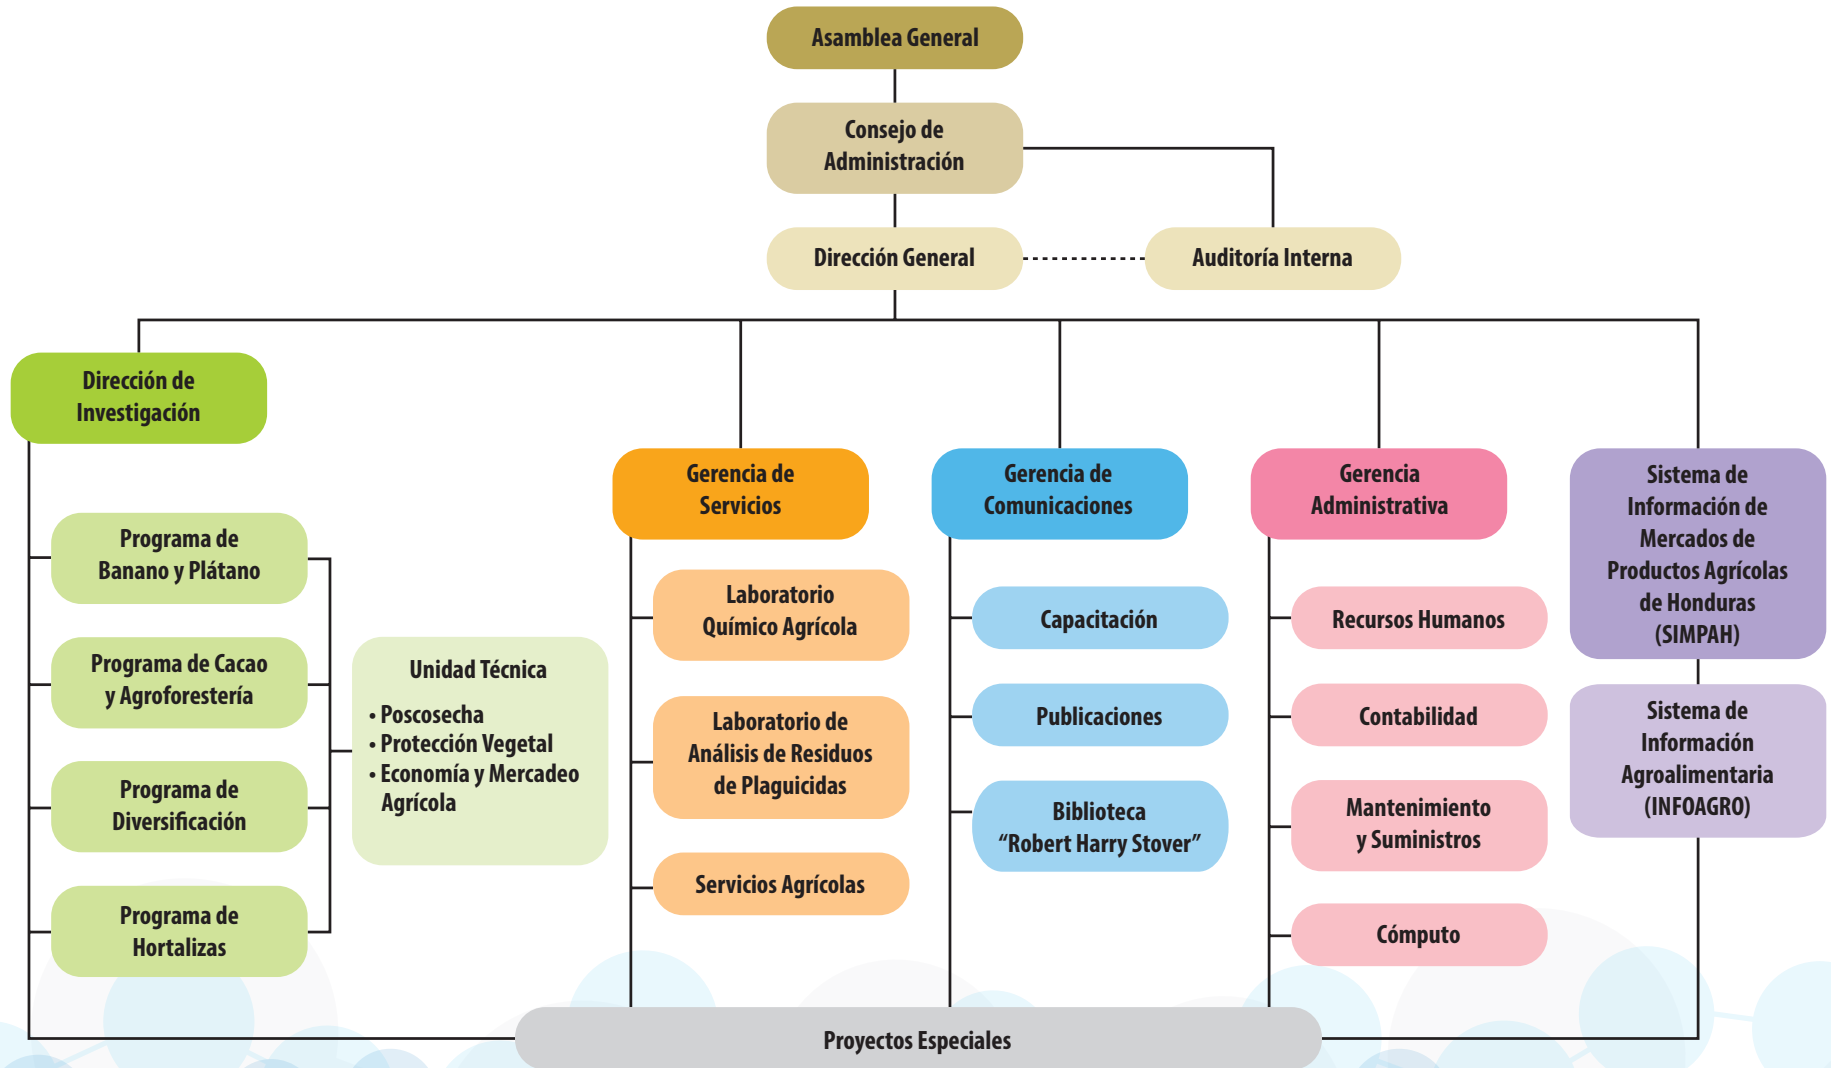 Asamblea General
Consejo de
Administración
Dirección General
Auditoría Interna
Dirección de
Investigación
Programa de
Banano y Plátano
Programa de Cacao
y Agroforestería
Programa de
Diversificación
Programa de
Hortalizas
Unidad Técnica
• Poscosecha
• Protección Vegetal
• Economía y Mercadeo
Agrícola
Gerencia de
Servicios
Laboratorio
Químico Agrícola
Laboratorio de
Análisis de Residuos
de Plaguicidas
Servicios Agrícolas
Gerencia de
Comunicaciones
Capacitación
Publicaciones
Biblioteca
“Robert Harry Stover”
Gerencia
Administrativa
Recursos Humanos
Contabilidad
Mantenimiento
y Suministros
Cómputo
Sistema de
Información de
Mercados de
Productos Agrícolas
de Honduras
(SIMPAH)
Sistema de
Información
Agroalimentaria
(INFOAGRO)
Proyectos Especiales